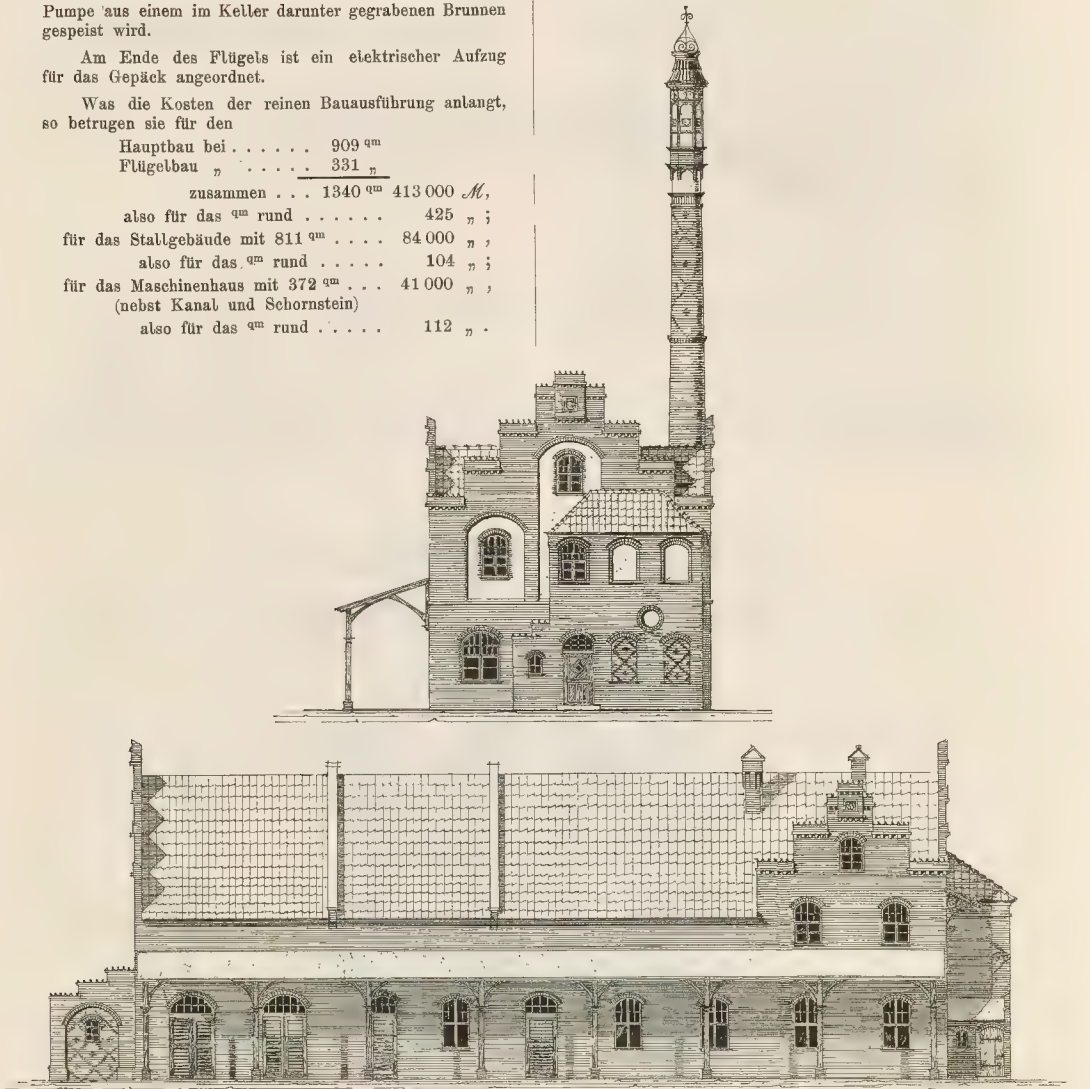 Pumpe aus einem im Keller darunter gegrabenen Brunnen
gespeist wird.
Am Ende des Flügels ist ein elektrischer Aufzug
für das Gepäck angeordnet.
Was die Kosten der reinen Bauausführung anlangt,
so betrugen sie für den
Hauptbau bei . . . . . . 909 qm
Flügelbau „ . . . . . 331 „
zusammen . . . 1340 qm 413 000 ℳ,
also für das qm rund . . . . . . 425 „ ;
für das Stallgebäude mit 811 qm . . . . 84 000 „ ,
also für das qm rund . . . . . 104 „ ;
für das Maschinenhaus mit 372 qm . . . 41 000 „ ,
(nebst Kanal und Schornstein)
also für das qm rund . . . . . 112 „ .